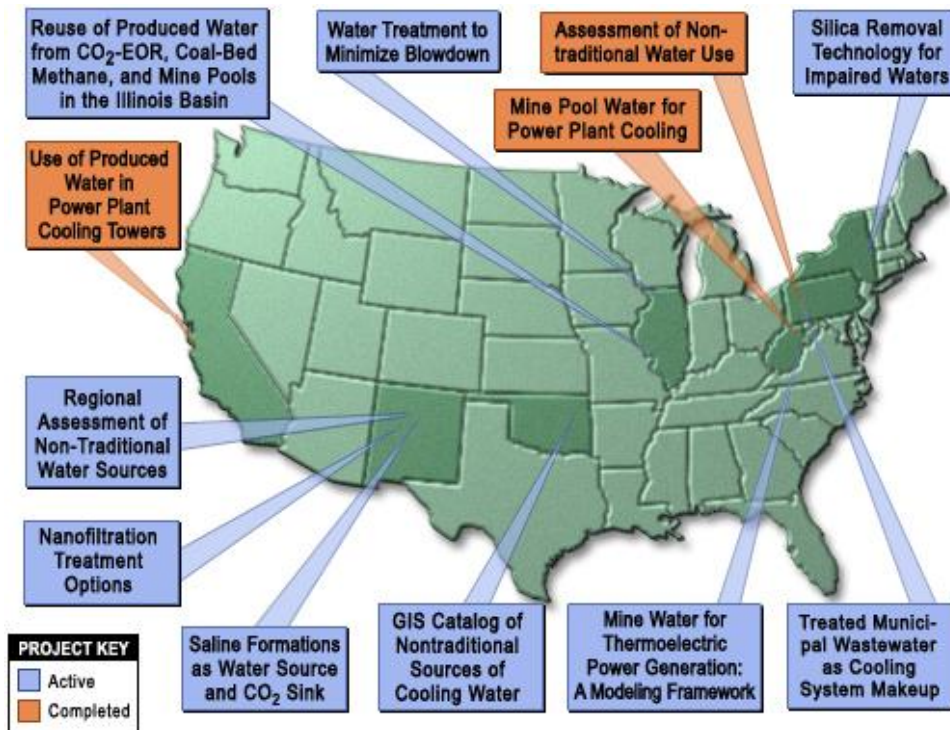 Reuse of Produced Water
from CO₂-EOR, Coal-Bed
Methane, and Mine Pools
in the Illinois Basin
Water Treatment to
Minimize Blowdown
Assessment of Non-
traditional Water Use
Silica Removal
Technology for
Impaired Waters
Mine Pool Water for
Power Plant Cooling
Use of Produced
Water in
Power Plant
Cooling Towers
Regional
Assessment of
Non-Traditional
Water Sources
Nanofiltration
Treatment
Options
Saline Formations
as Water Source
and CO₂ Sink
GIS Catalog of
Nontraditional
Sources of
Cooling Water
Mine Water for
Thermoelectric
Power Generation:
A Modeling Framework
Treated Munici-
pal Wastewater
as Cooling
System Makeup
PROJECT KEY
Active
Completed